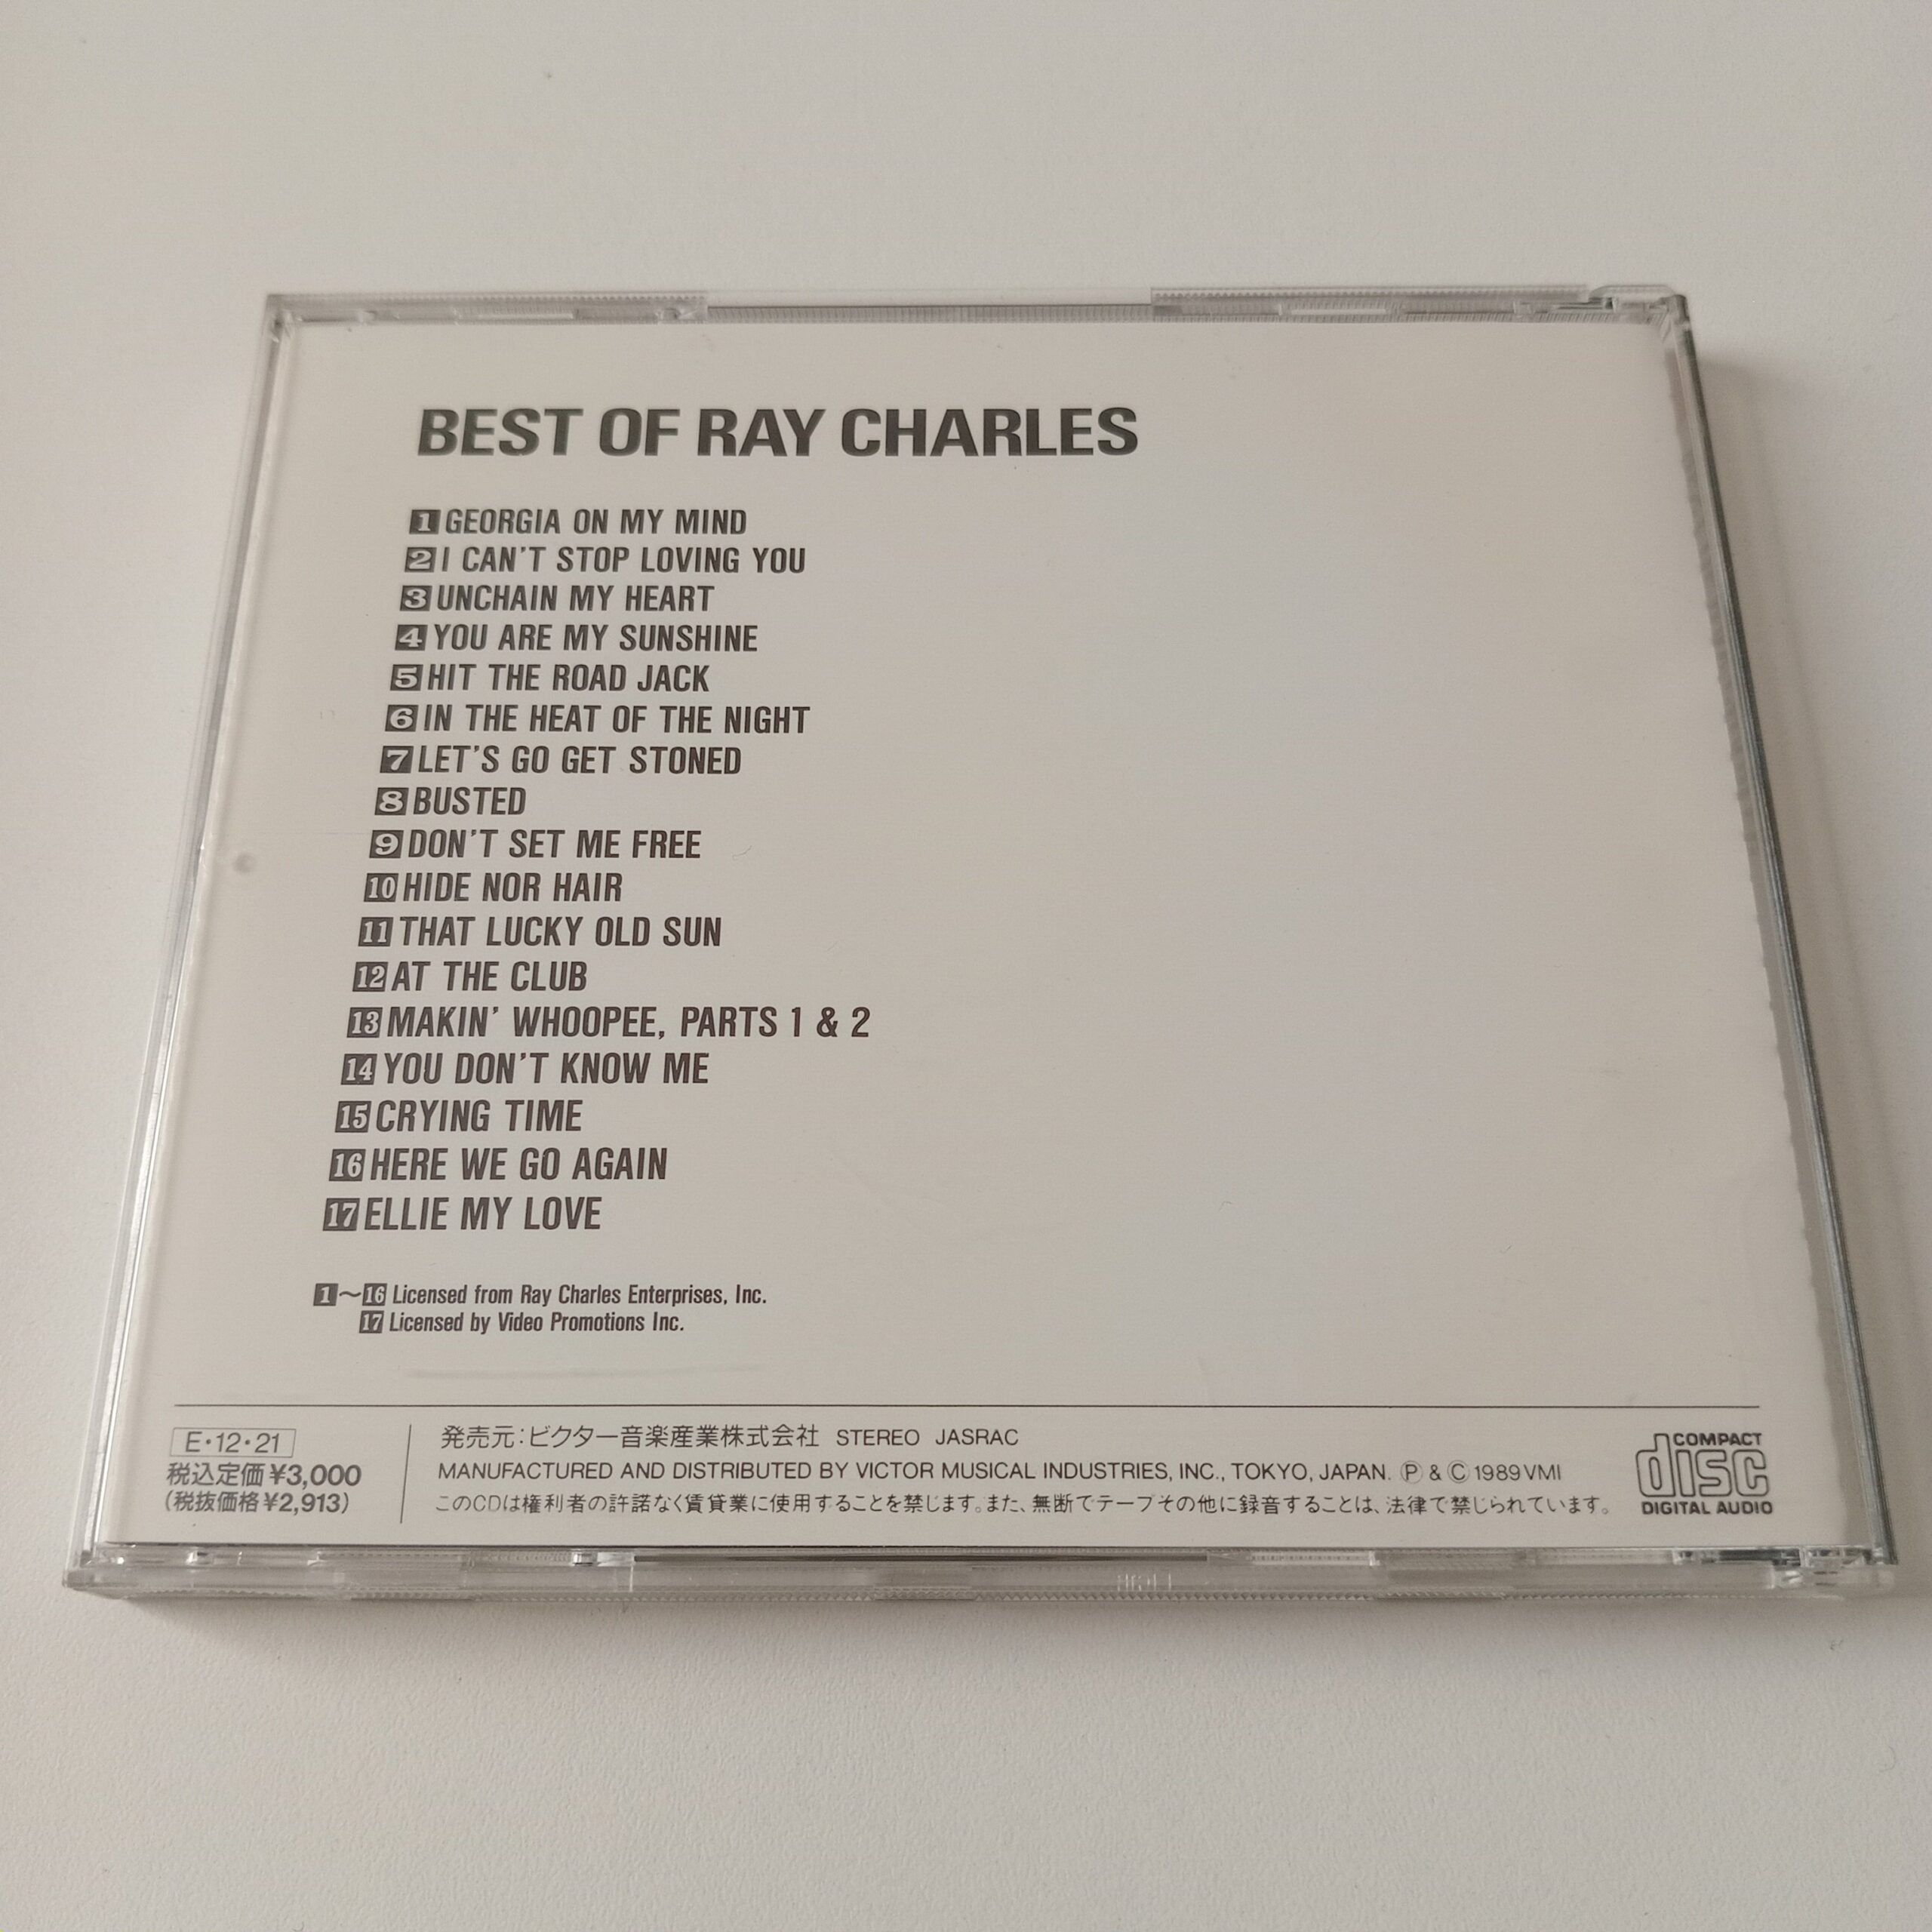 BEST OF RAY CHARLES
1 GEORGIA ON MY MIND
2 I CAN'T STOP LOVING YOU
3 UNCHAIN MY HEART
4 YOU ARE MY SUNSHINE
5 HIT THE ROAD JACK
6 IN THE HEAT OF THE NIGHT
7 LET'S GO GET STONED
8 BUSTED
9 DON'T SET ME FREE
10 HIDE NOR HAIR
11 THAT LUCKY OLD SUN
12 AT THE CLUB
13 MAKIN' WHOOPEE, PARTS 1 & 2
14 YOU DON'T KNOW ME
15 CRYING TIME
16 HERE WE GO AGAIN
17 ELLIE MY LOVE
1〜16 Licensed from Ray Charles Enterprises, Inc.
17 Licensed by Video Promotions Inc.
E・12・21
税込定価¥3,000
(税抜価格¥2,913)
発売元:ビクター音楽産業株式会社 STEREO JASRAC
MANUFACTURED AND DISTRIBUTED BY VICTOR MUSICAL INDUSTRIES, INC., TOKYO, JAPAN. Ⓟ & Ⓒ 1989 VMI
このCDは権利者の許諾なく賃貸業に使用することを禁じます。また、無断でテープその他に録音することは、法律で禁じられています。
COMPACT
disc
DIGITAL AUDIO